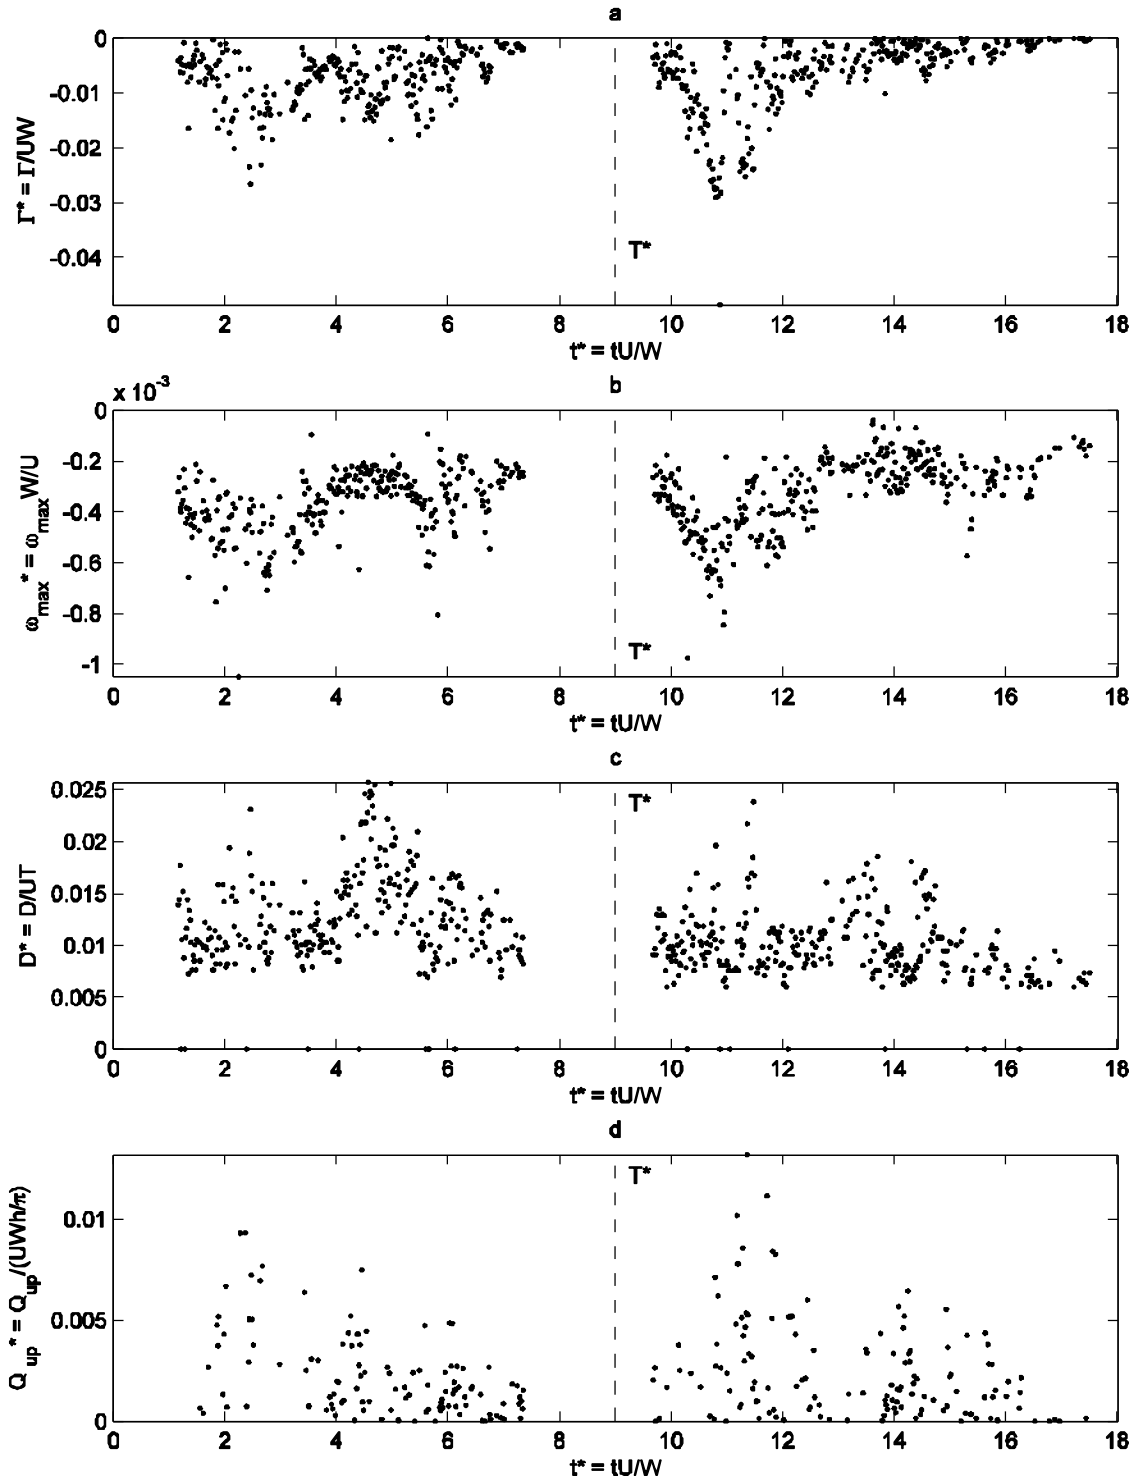 a
0
-0.01
-0.02
-0.03
-0.04
Γ* = Γ/UW
T*
0 2 4 6 8 10 12 14 16 18
t* = tU/W
b
x 10⁻³
0
-0.2
-0.4
-0.6
-0.8
-1
ω_max* = ω_max W/U
T*
0 2 4 6 8 10 12 14 16 18
t* = tU/W
c
0.025
0.02
0.015
0.01
0.005
0
D* = D/UT
T*
0 2 4 6 8 10 12 14 16 18
t* = tU/W
d
0.01
0.005
0
Q_up* = Q_up/(UWh/π)
T*
0 2 4 6 8 10 12 14 16 18
t* = tU/W